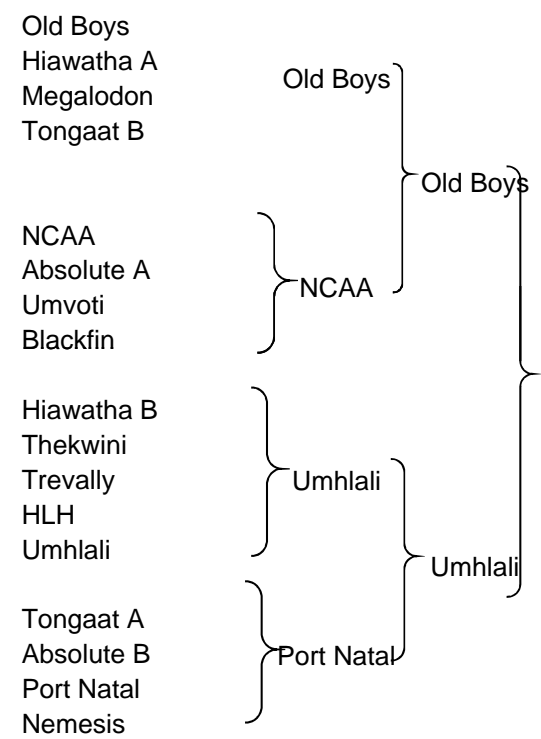 Old Boys
Hiawatha A
Megalodon
Tongaat B
Old Boys
Old Boys
NCAA
Absolute A
Umvoti
Blackfin
NCAA
Hiawatha B
Thekwini
Trevally
HLH
Umhlali
Umhlali
Umhlali
Tongaat A
Absolute B
Port Natal
Nemesis
Port Natal